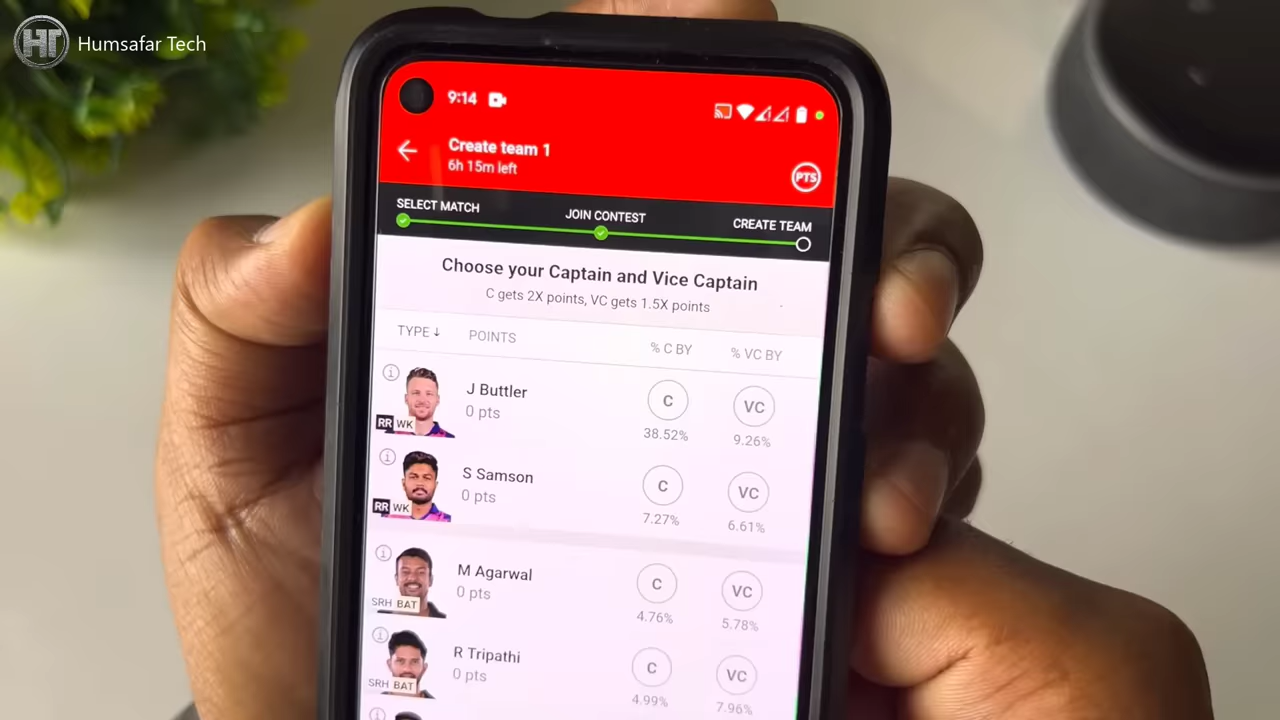 HT Humsafar Tech
9:14
Create team 1
6h 15m left
PTS
SELECT MATCH JOIN CONTEST CREATE TEAM
Choose your Captain and Vice Captain
C gets 2X points, VC gets 1.5X points
TYPE↓ POINTS % C BY % VC BY
J Buttler
0 pts
C VC
RR WK
38.52% 9.26%
S Samson
0 pts
C VC
RR WK
7.27% 6.61%
M Agarwal
0 pts
C VC
SRH BAT
4.76% 5.78%
R Tripathi
0 pts
C VC
SRH BAT
4.99% 7.96%